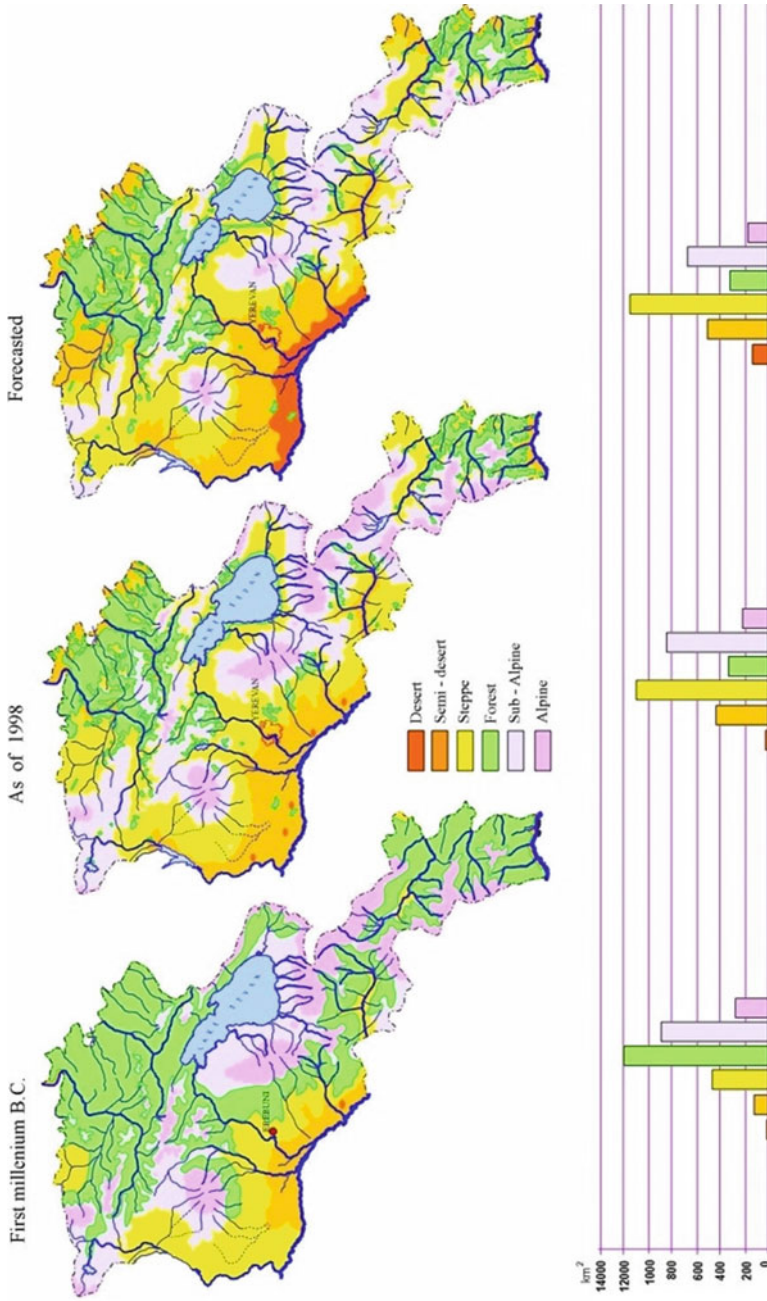 First millenium B.C.
As of 1998
Forecasted
EREBUNI
YEREVAN
YEREVAN
Desert
Semi - desert
Steppe
Forest
Sub - Alpine
Alpine
km²
14000
12000
1000
800
600
400
200
0